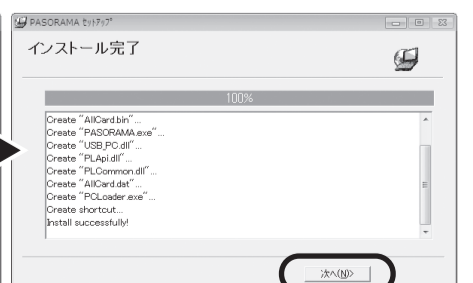 PASORAMA セットアップ
インストール完了
100%
Create "AllCard.bin"...
Create "PASORAMA.exe"...
Create "USB_PC.dll"...
Create "PLApi.dll"...
Create "PLCommon.dll"...
Create "AllCard.dat"...
Create "PCLoader.exe"...
Create shortcut...
Install successfully!
次へ(N)>